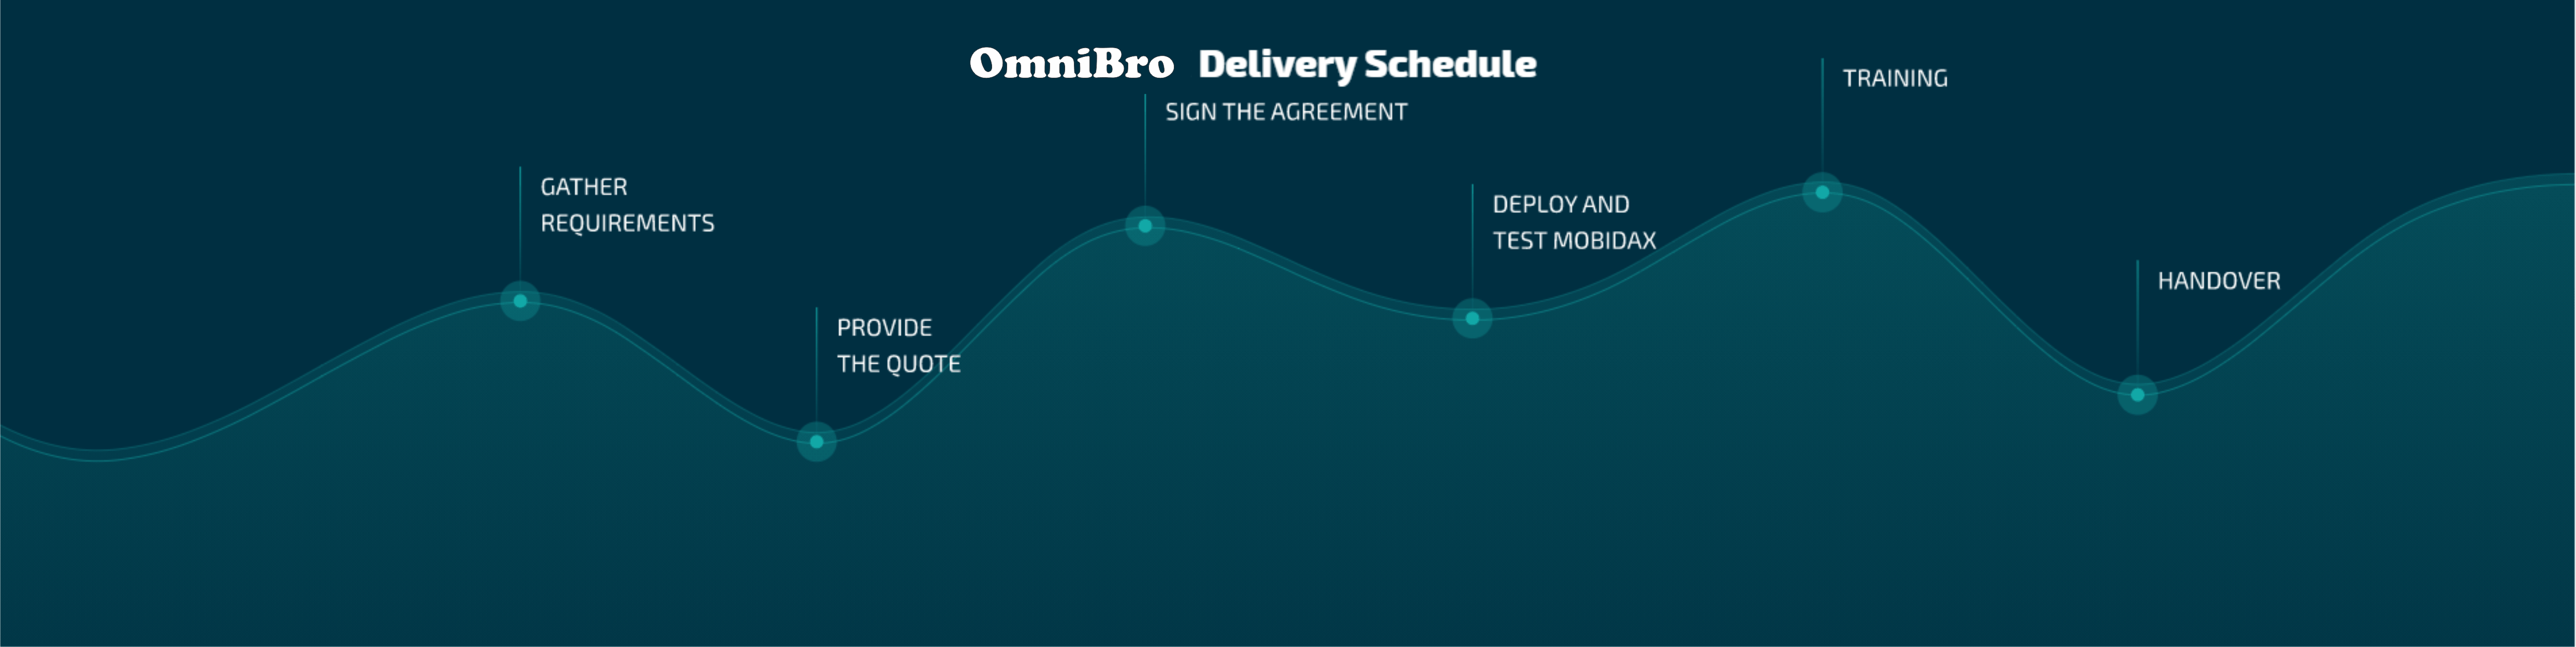 OmniBro Delivery Schedule
GATHER
REQUIREMENTS
PROVIDE
THE QUOTE
SIGN THE AGREEMENT
DEPLOY AND
TEST MOBIDAX
TRAINING
HANDOVER